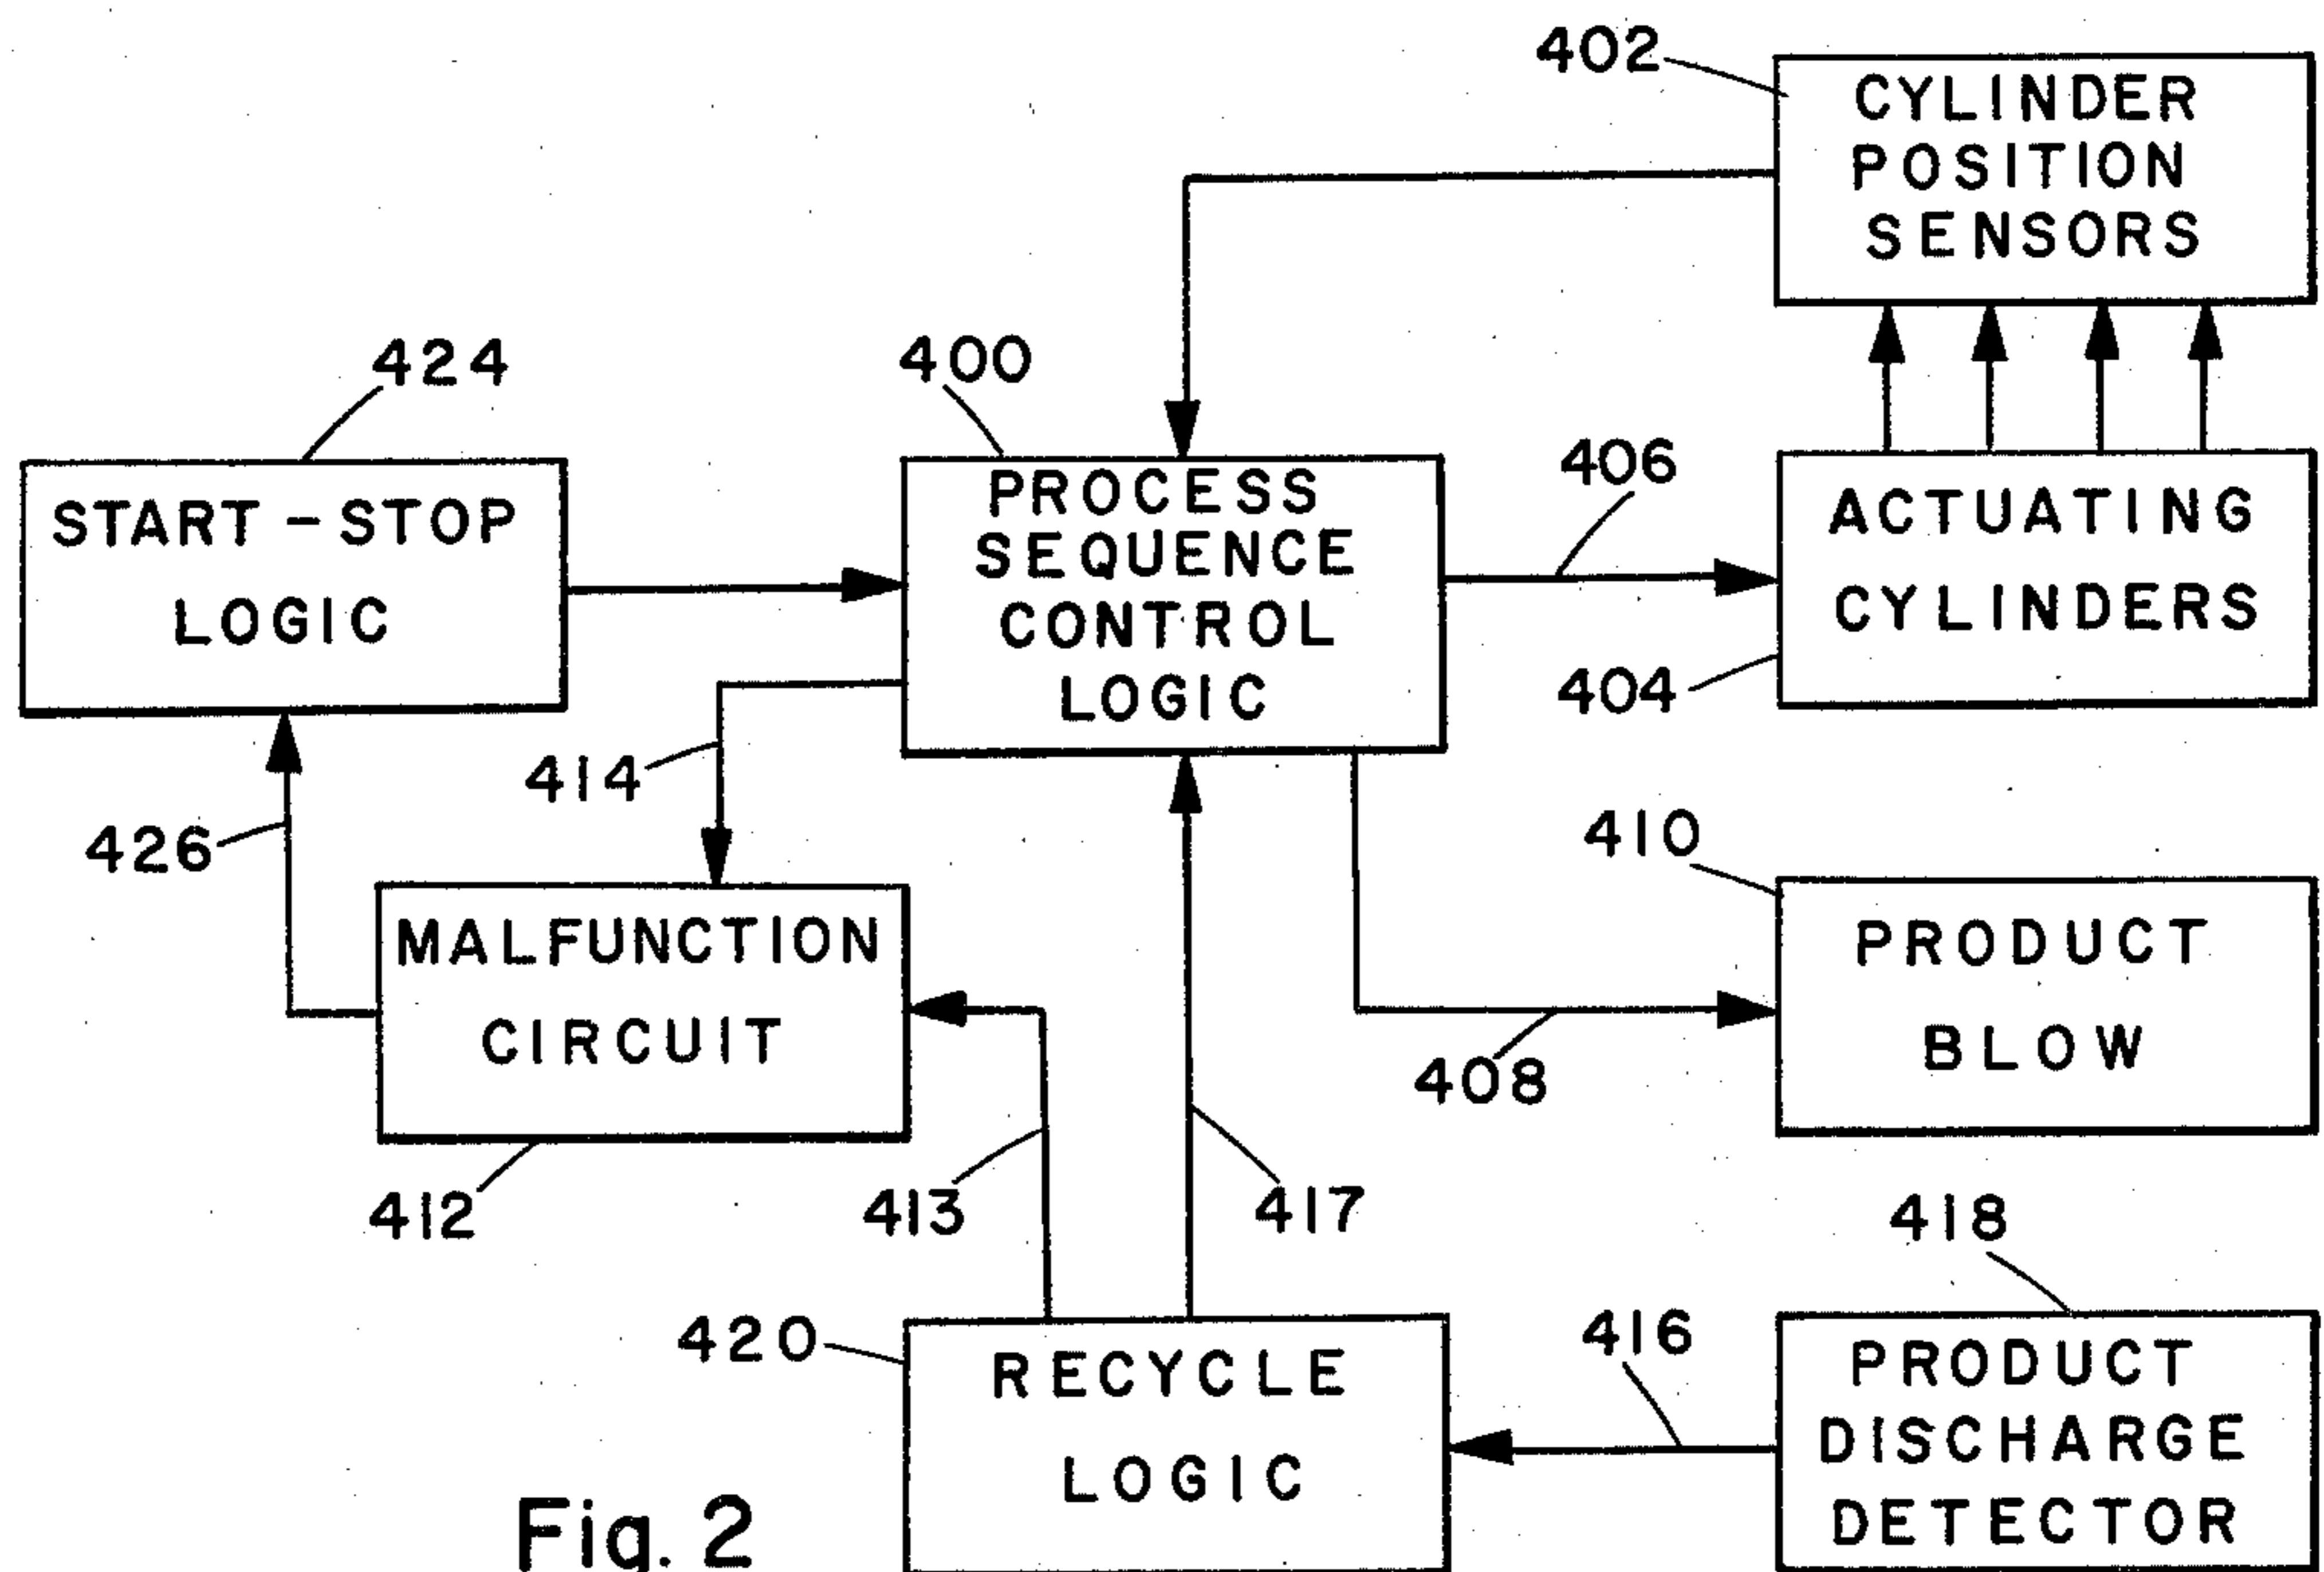 402
CYLINDER
POSITION
SENSORS
424
400
406
START-STOP
LOGIC
PROCESS
SEQUENCE
CONTROL
LOGIC
ACTUATING
CYLINDERS
404
414
426
410
MALFUNCTION
CIRCUIT
PRODUCT
BLOW
408
412
413
417
418
420
416
RECYCLE
LOGIC
PRODUCT
DISCHARGE
DETECTOR
Fig. 2